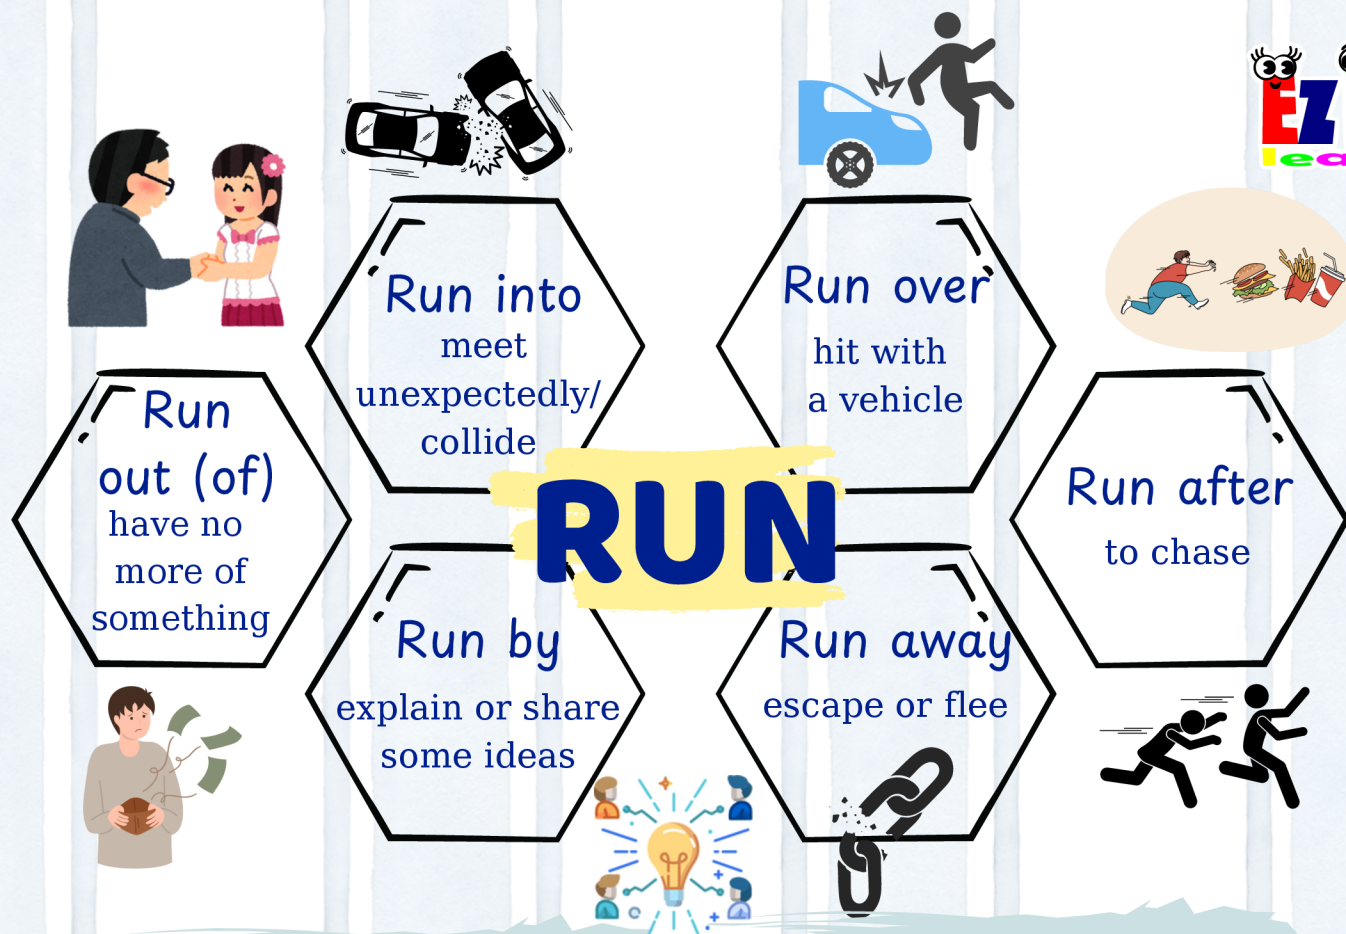 EZ
lea
Run into
meet
unexpectedly/
collide
Run over
hit with
a vehicle
Run
out (of)
have no
more of
something
RUN
Run after
to chase
Run by
explain or share
some ideas
Run away
escape or flee